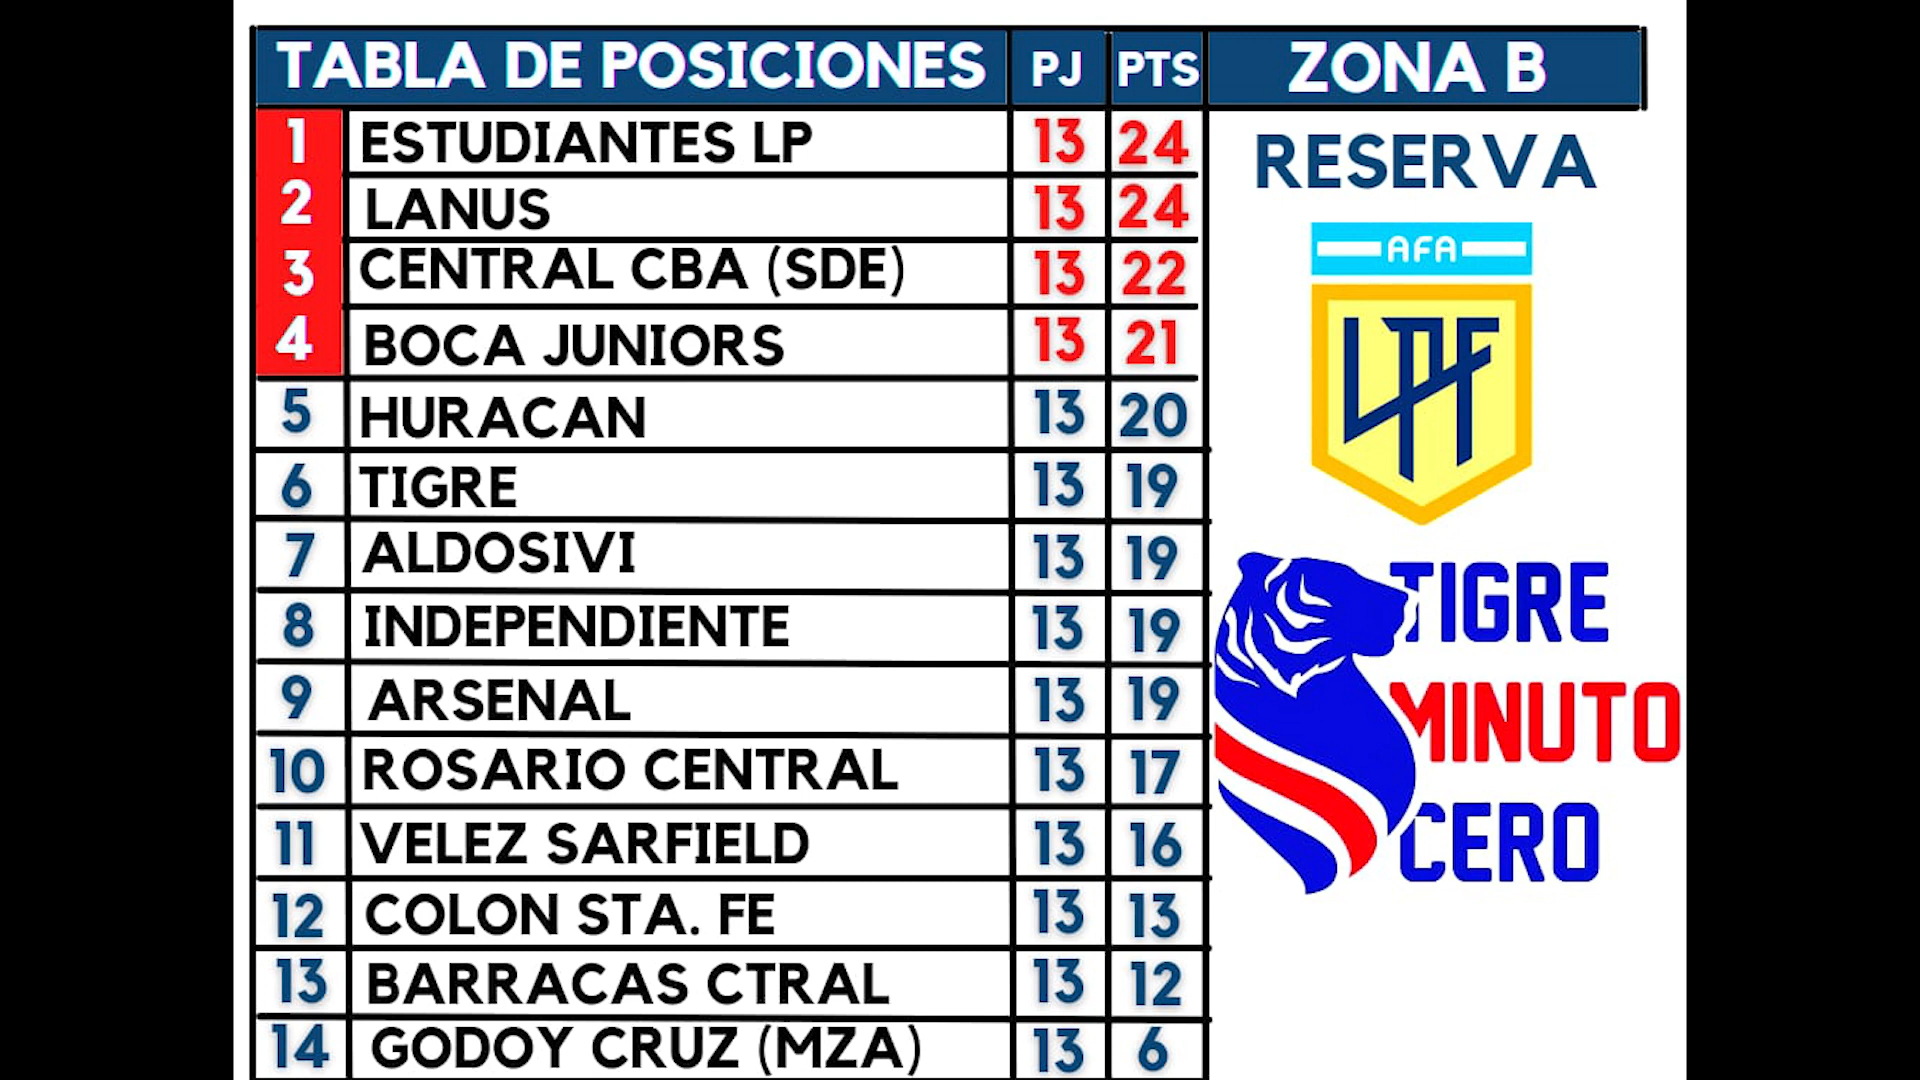 TABLA DE POSICIONES PJ PTS ZONA B
1 ESTUDIANTES LP 13 24
2 LANUS 13 24
3 CENTRAL CBA (SDE) 13 22
4 BOCA JUNIORS 13 21
5 HURACAN 13 20
6 TIGRE 13 19
7 ALDOSIVI 13 19
8 INDEPENDIENTE 13 19
9 ARSENAL 13 19
10 ROSARIO CENTRAL 13 17
11 VELEZ SARFIELD 13 16
12 COLON STA. FE 13 13
13 BARRACAS CTRAL 13 12
14 GODOY CRUZ (MZA) 13 6
RESERVA
AFA
LPF
TIGRE
MINUTO
CERO